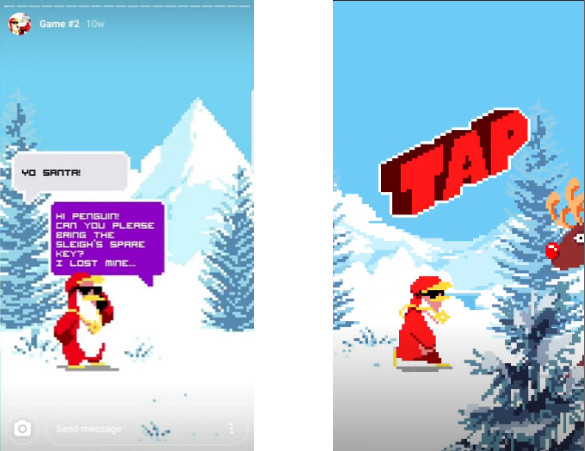 Game #2 10w
YO SANTA!
HI PENGUIN!
CAN YOU PLEASE
BRING THE
SLEIGH'S SPARE
KEY?
I LOST MINE...
Send message
TAP